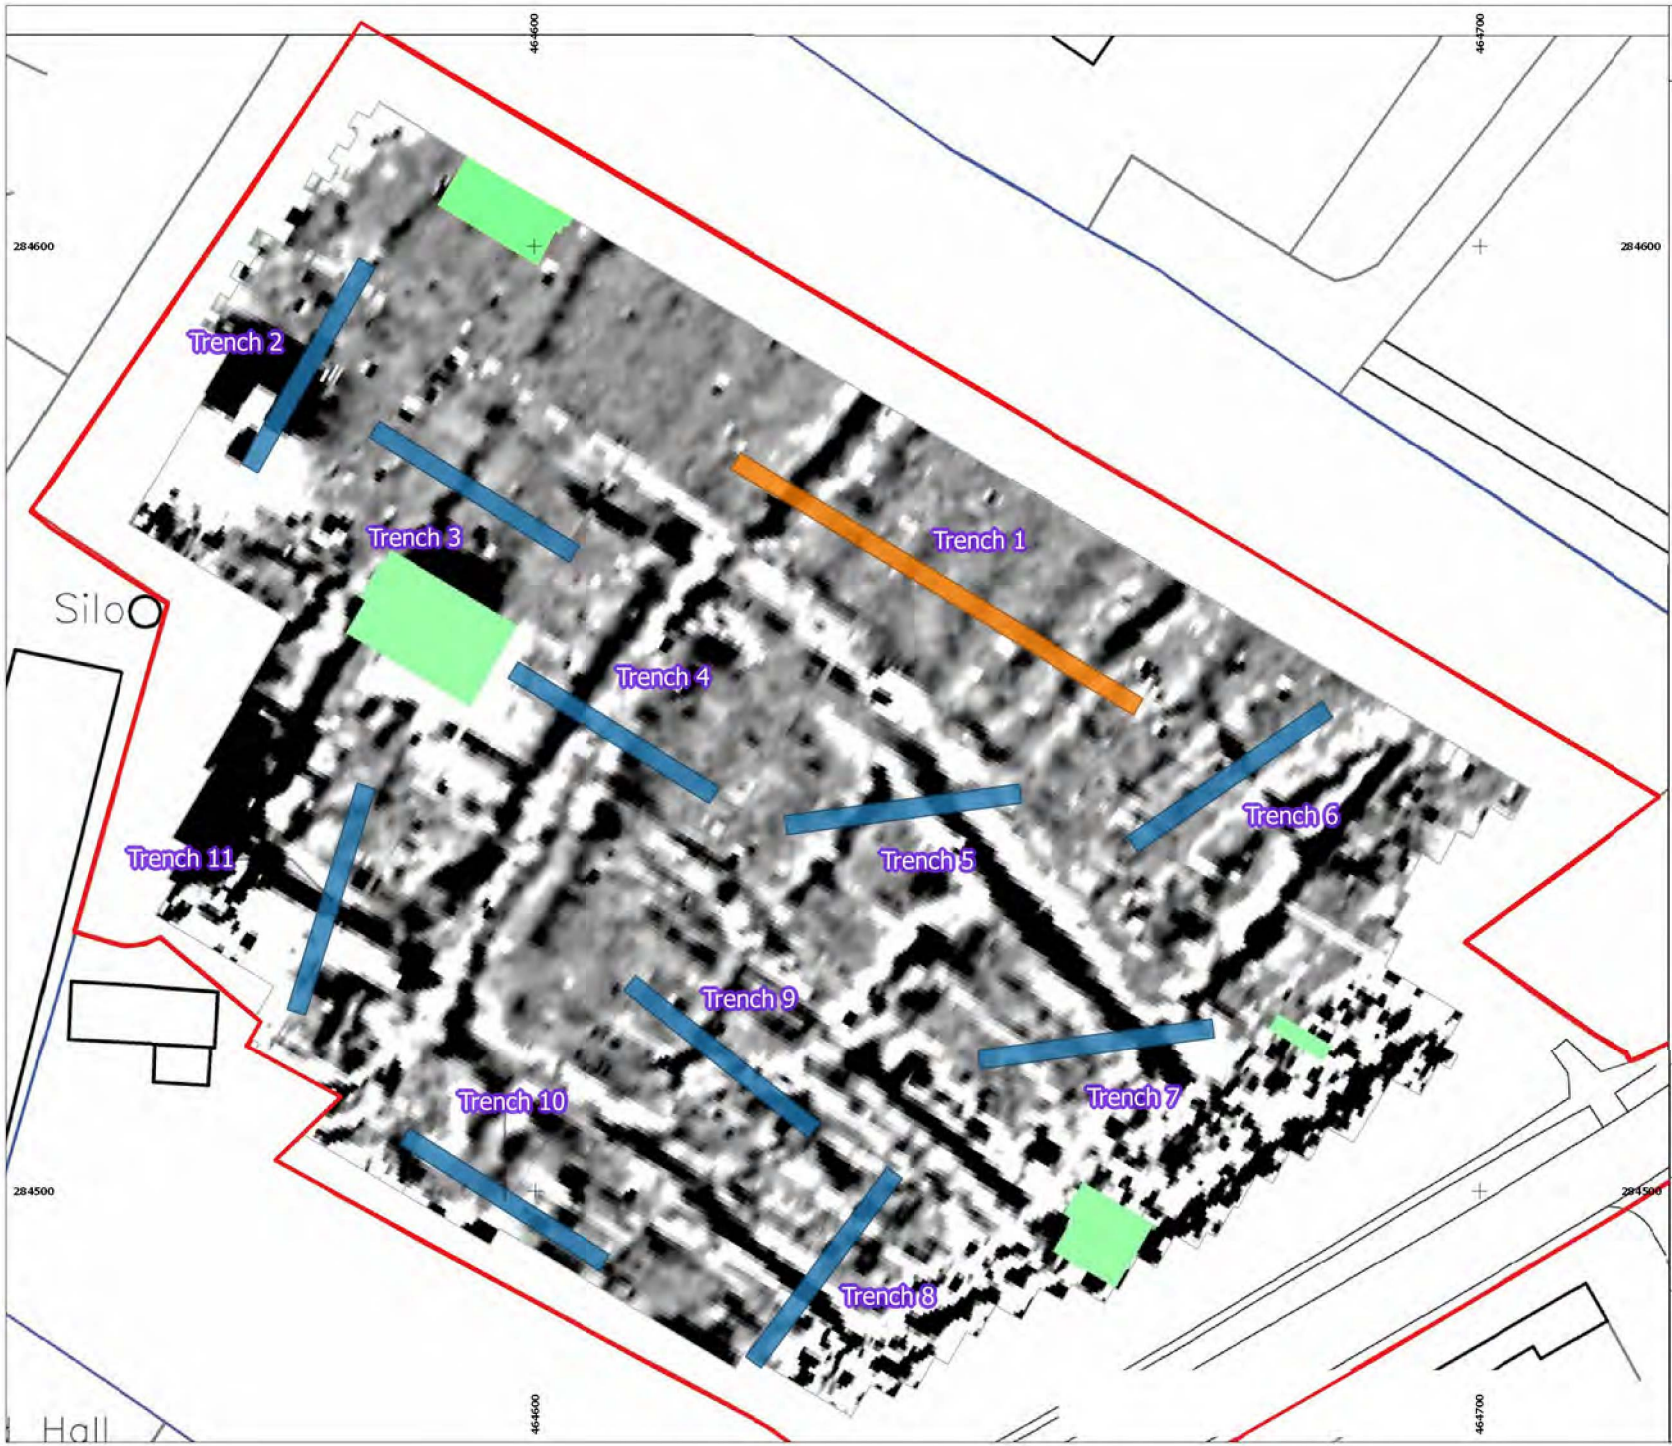 464600
464700
284600
284600
Trench 2
Trench 3
Trench 1
Silo
Trench 4
Trench 6
Trench 11
Trench 5
Trench 9
Trench 10
Trench 7
284500
284500
Trench 8
464600
464700
Hall